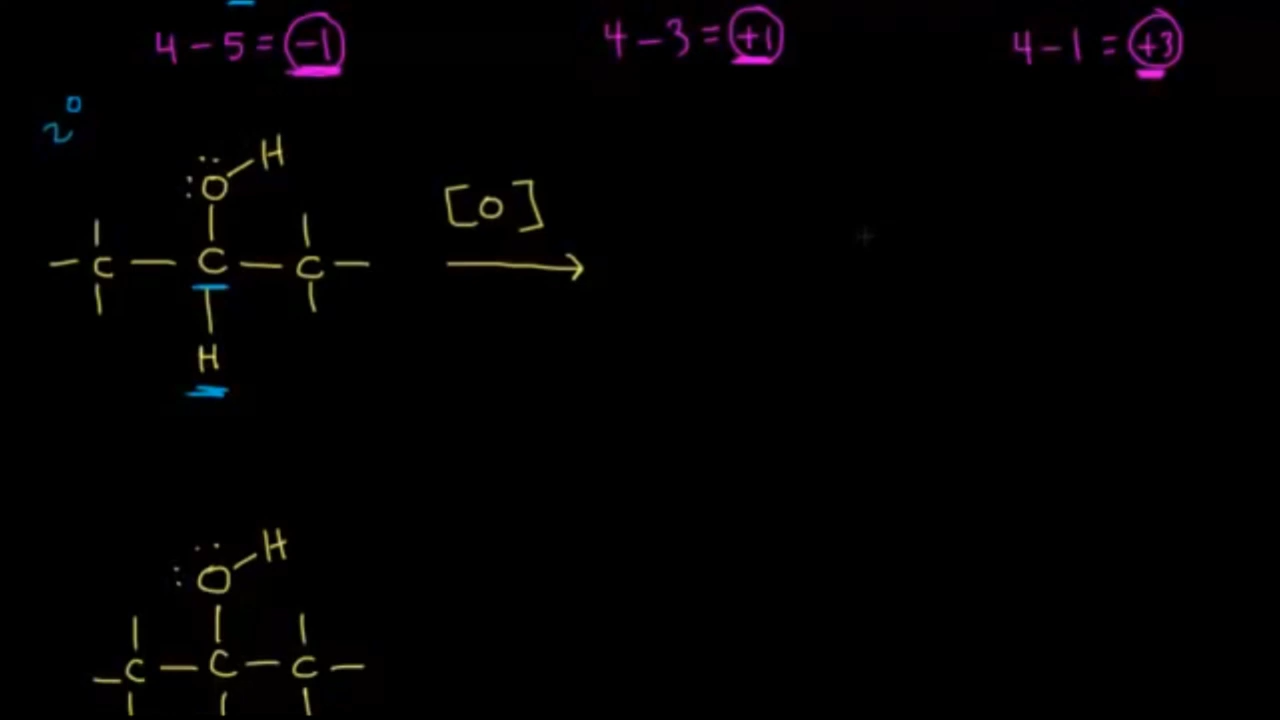 4 - 5 = -1
4 - 3 = +1
4 - 1 = +3
2°
:Ö-H
[O]
- C - C - C -
H
:Ö-H
- C - C - C -